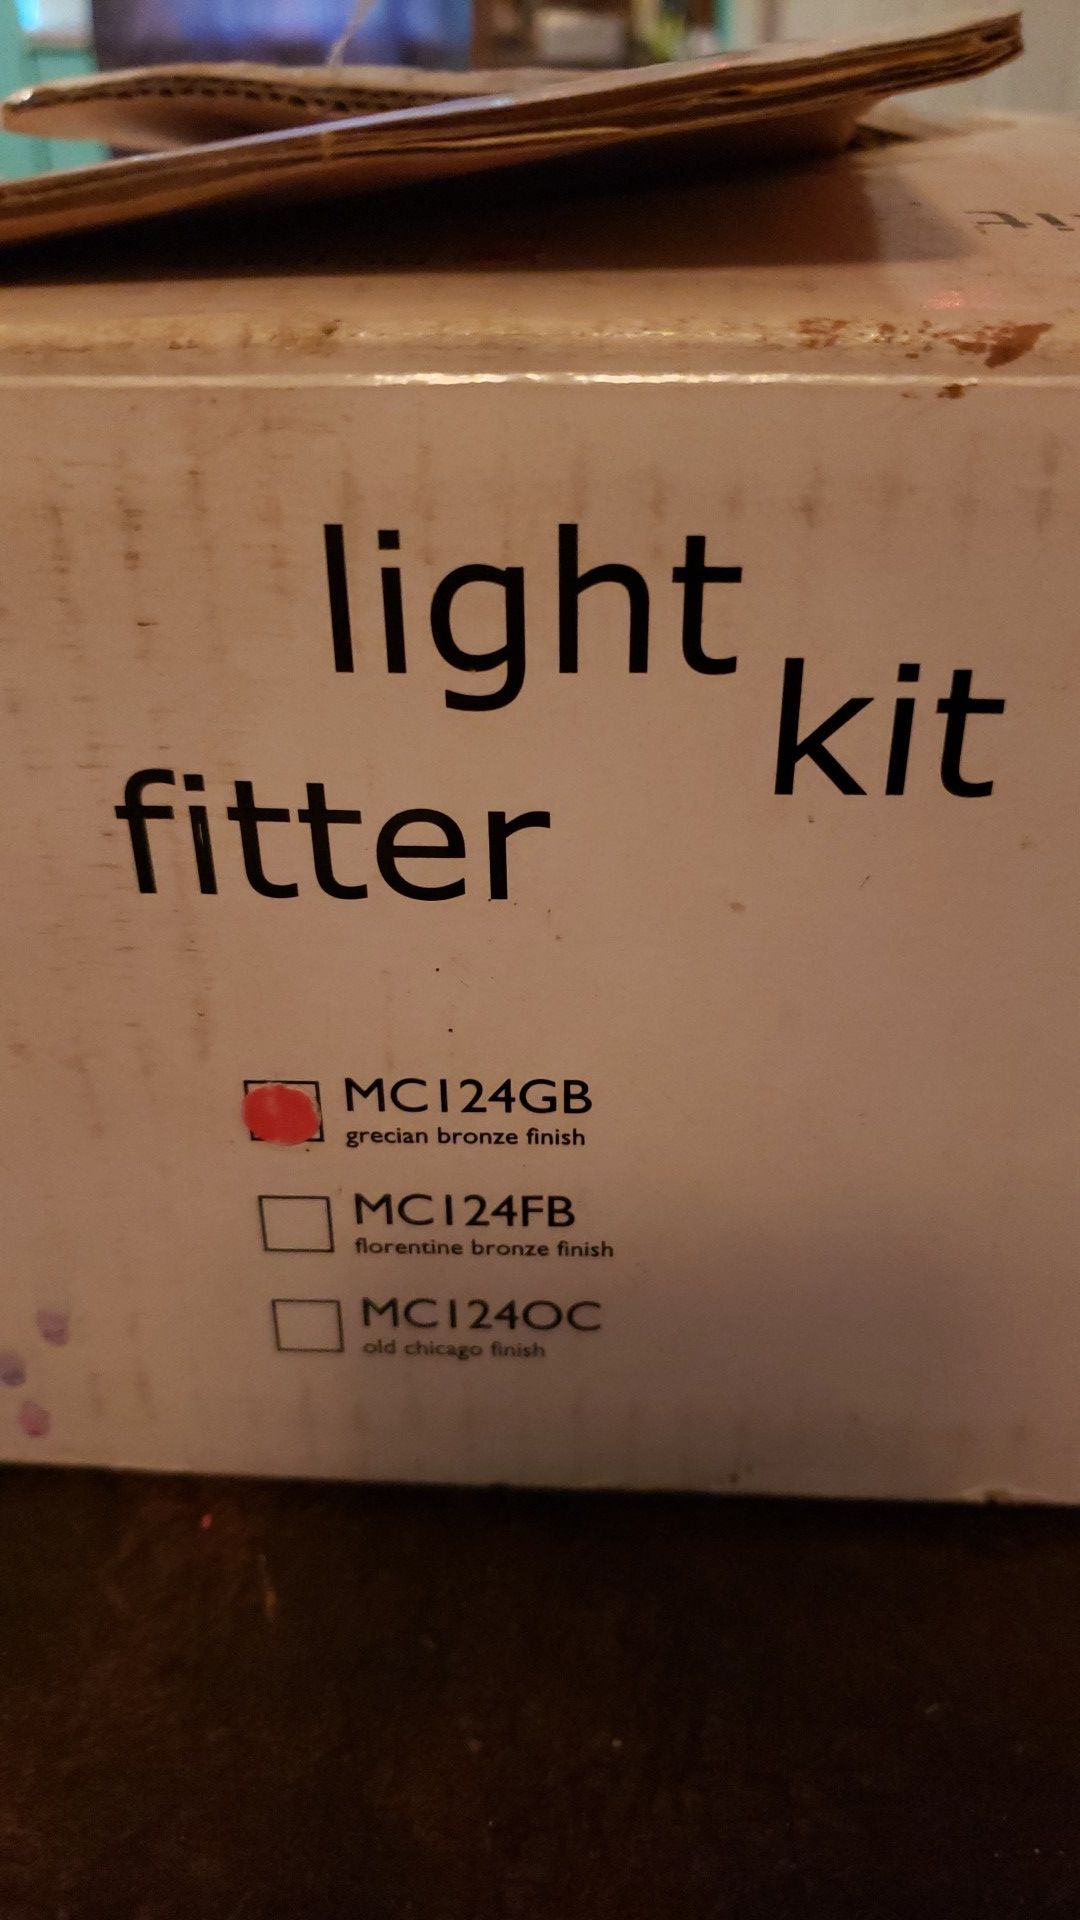 light
kit
fitter
MC124GB
grecian bronze finish
MC124FB
florentine bronze finish
MC124OC
old chicago finish